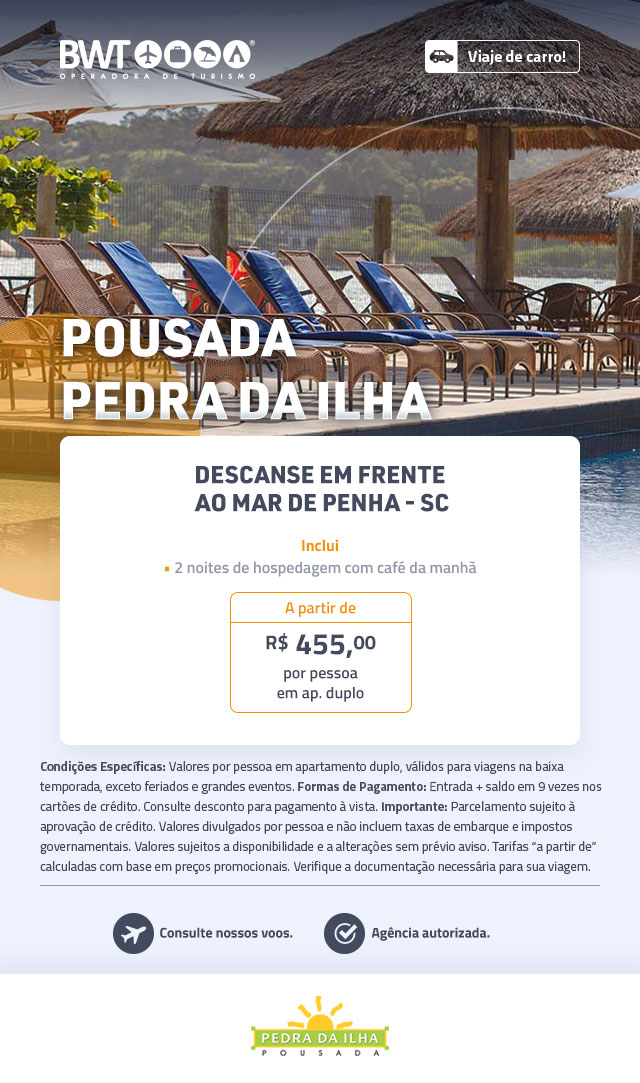 BWT®
OPERADORA DE TURISMO
Viaje de carro!
POUSADA
PEDRA DA ILHA
DESCANSE EM FRENTE
AO MAR DE PENHA - SC
Inclui
▪ 2 noites de hospedagem com café da manhã
A partir de
R$ 455,00
por pessoa
em ap. duplo
Condições Específicas: Valores por pessoa em apartamento duplo, válidos para viagens na baixa
temporada, exceto feriados e grandes eventos. Formas de Pagamento: Entrada + saldo em 9 vezes nos
cartões de crédito. Consulte desconto para pagamento à vista. Importante: Parcelamento sujeito à
aprovação de crédito. Valores divulgados por pessoa e não incluem taxas de embarque e impostos
governamentais. Valores sujeitos a disponibilidade e a alterações sem prévio aviso. Tarifas “a partir de”
calculadas com base em preços promocionais. Verifique a documentação necessária para sua viagem.
Consulte nossos voos.
Agência autorizada.
PEDRA DA ILHA
POUSADA